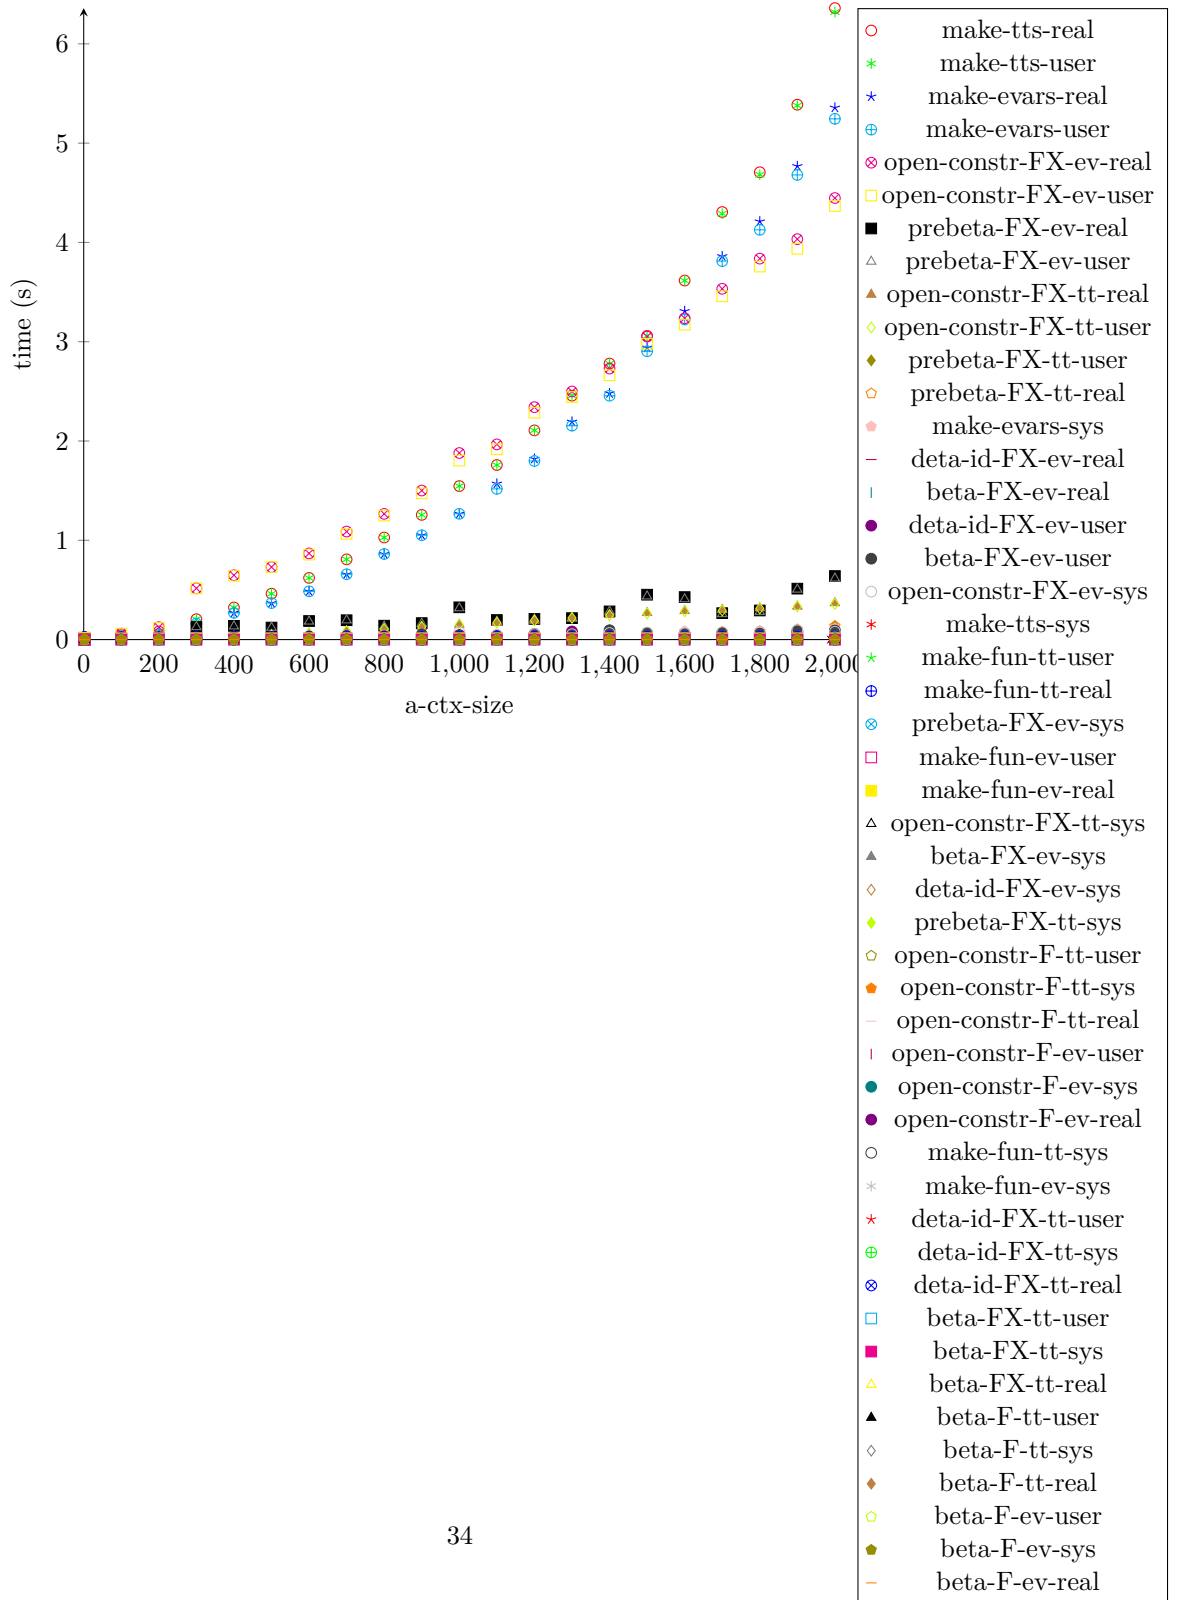 6
5
4
3
2
1
0
time (s)
0
200
400
600
800
1,000
1,200
1,400
1,600
1,800
2,000
a-ctx-size
make-tts-real
make-tts-user
make-evars-real
make-evars-user
open-constr-FX-ev-real
open-constr-FX-ev-user
prebeta-FX-ev-real
prebeta-FX-ev-user
open-constr-FX-tt-real
open-constr-FX-tt-user
prebeta-FX-tt-user
prebeta-FX-tt-real
make-evars-sys
deta-id-FX-ev-real
beta-FX-ev-real
deta-id-FX-ev-user
beta-FX-ev-user
open-constr-FX-ev-sys
make-tts-sys
make-fun-tt-user
make-fun-tt-real
prebeta-FX-ev-sys
make-fun-ev-user
make-fun-ev-real
open-constr-FX-tt-sys
beta-FX-ev-sys
deta-id-FX-ev-sys
prebeta-FX-tt-sys
open-constr-F-tt-user
open-constr-F-tt-sys
open-constr-F-tt-real
open-constr-F-ev-user
open-constr-F-ev-sys
open-constr-F-ev-real
make-fun-tt-sys
make-fun-ev-sys
deta-id-FX-tt-user
deta-id-FX-tt-sys
deta-id-FX-tt-real
beta-FX-tt-user
beta-FX-tt-sys
beta-FX-tt-real
beta-F-tt-user
beta-F-tt-sys
beta-F-tt-real
beta-F-ev-user
beta-F-ev-sys
beta-F-ev-real
34